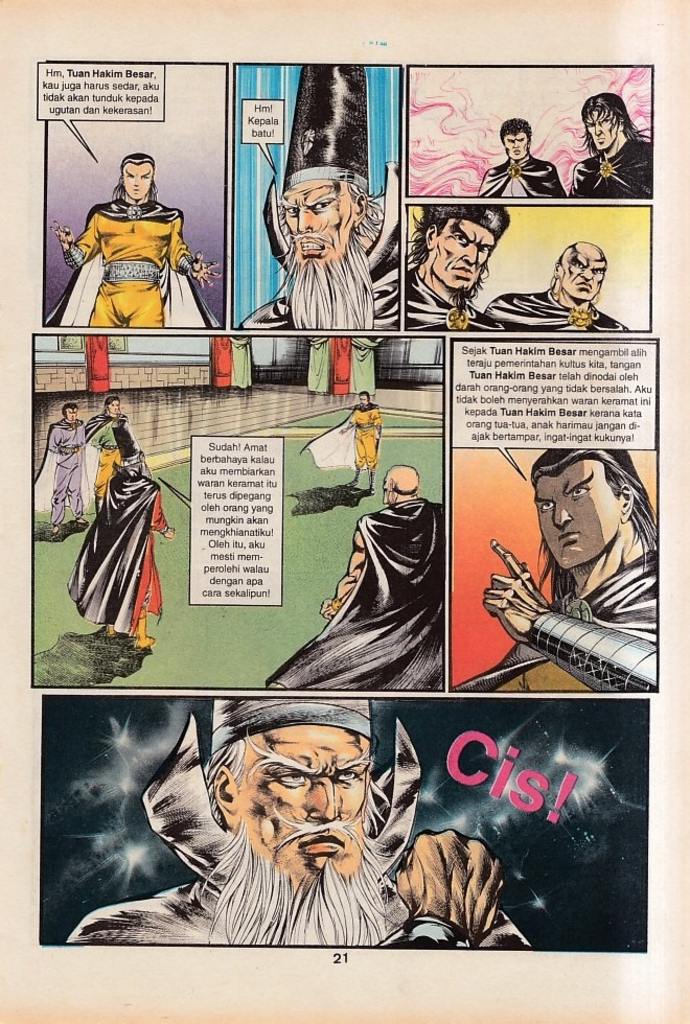 Hm, Tuan Hakim Besar,
kau juga harus sedar, aku
tidak akan tunduk kepada
ugutan dan kekerasan!
Hm!
Kepala
batu!
Sudah! Amat
berbahaya kalau
aku membiarkan
waran keramat itu
terus dipegang
oleh orang yang
mungkin akan
mengkhianatiku!
Oleh itu, aku
mesti mem-
perolehi walau
dengan apa
cara sekalipun!
Sejak Tuan Hakim Besar mengambil alih
teraju pemerintahan kultus kita, tangan
Tuan Hakim Besar telah dinodai oleh
darah orang-orang yang tidak bersalah. Aku
tidak boleh menyerahkan waran keramat ini
kepada Tuan Hakim Besar kerana kata
orang tua-tua, anak harimau jangan di-
ajak bertampar, ingat-ingat kukunya!
Cis!
21